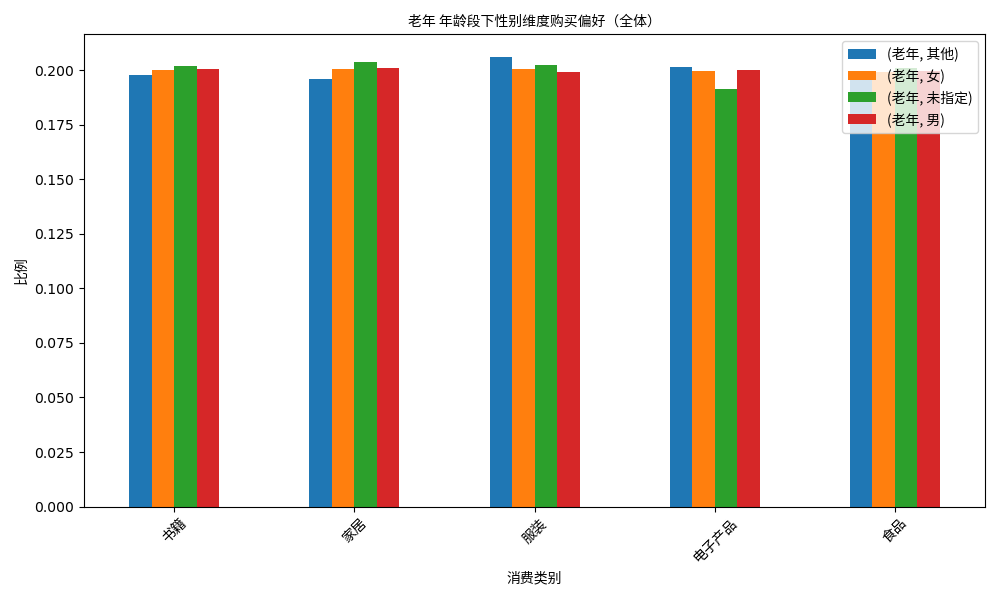 老年 年龄段下性别维度购买偏好（全体）
(老年, 其他)
(老年, 女)
(老年, 未指定)
(老年, 男)
比例
0.200
0.175
0.150
0.125
0.100
0.075
0.050
0.025
0.000
书籍
家居
服装
电子产品
食品
消费类别